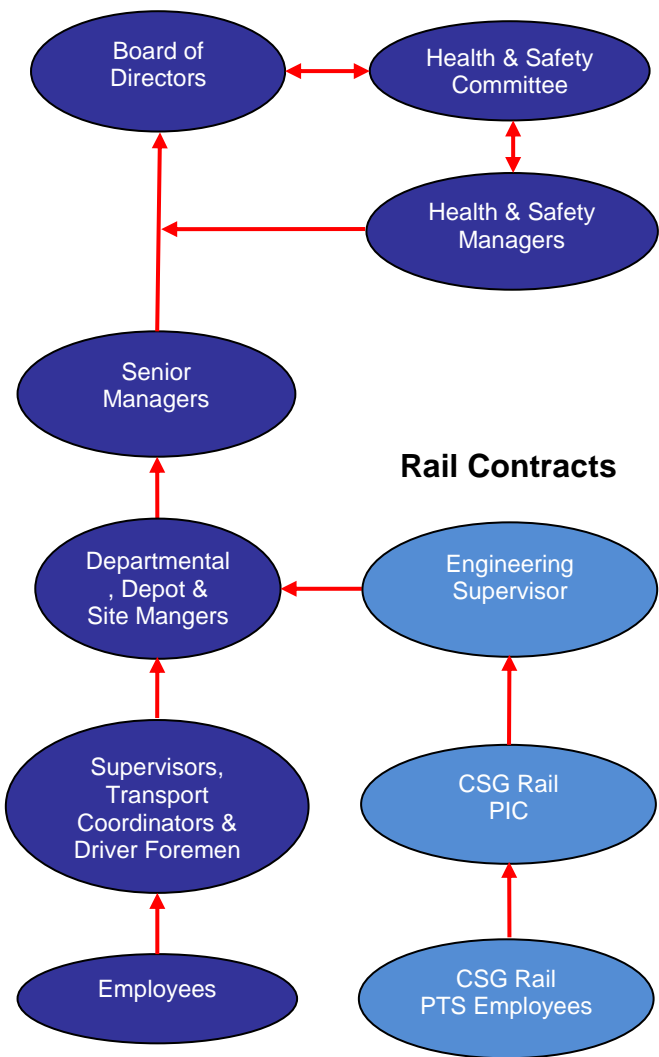 Board of
Directors
Health & Safety
Committee
Health & Safety
Managers
Senior
Managers
Rail Contracts
Departmental
, Depot &
Site Mangers
Engineering
Supervisor
Supervisors,
Transport
Coordinators &
Driver Foremen
CSG Rail
PIC
Employees
CSG Rail
PTS Employees